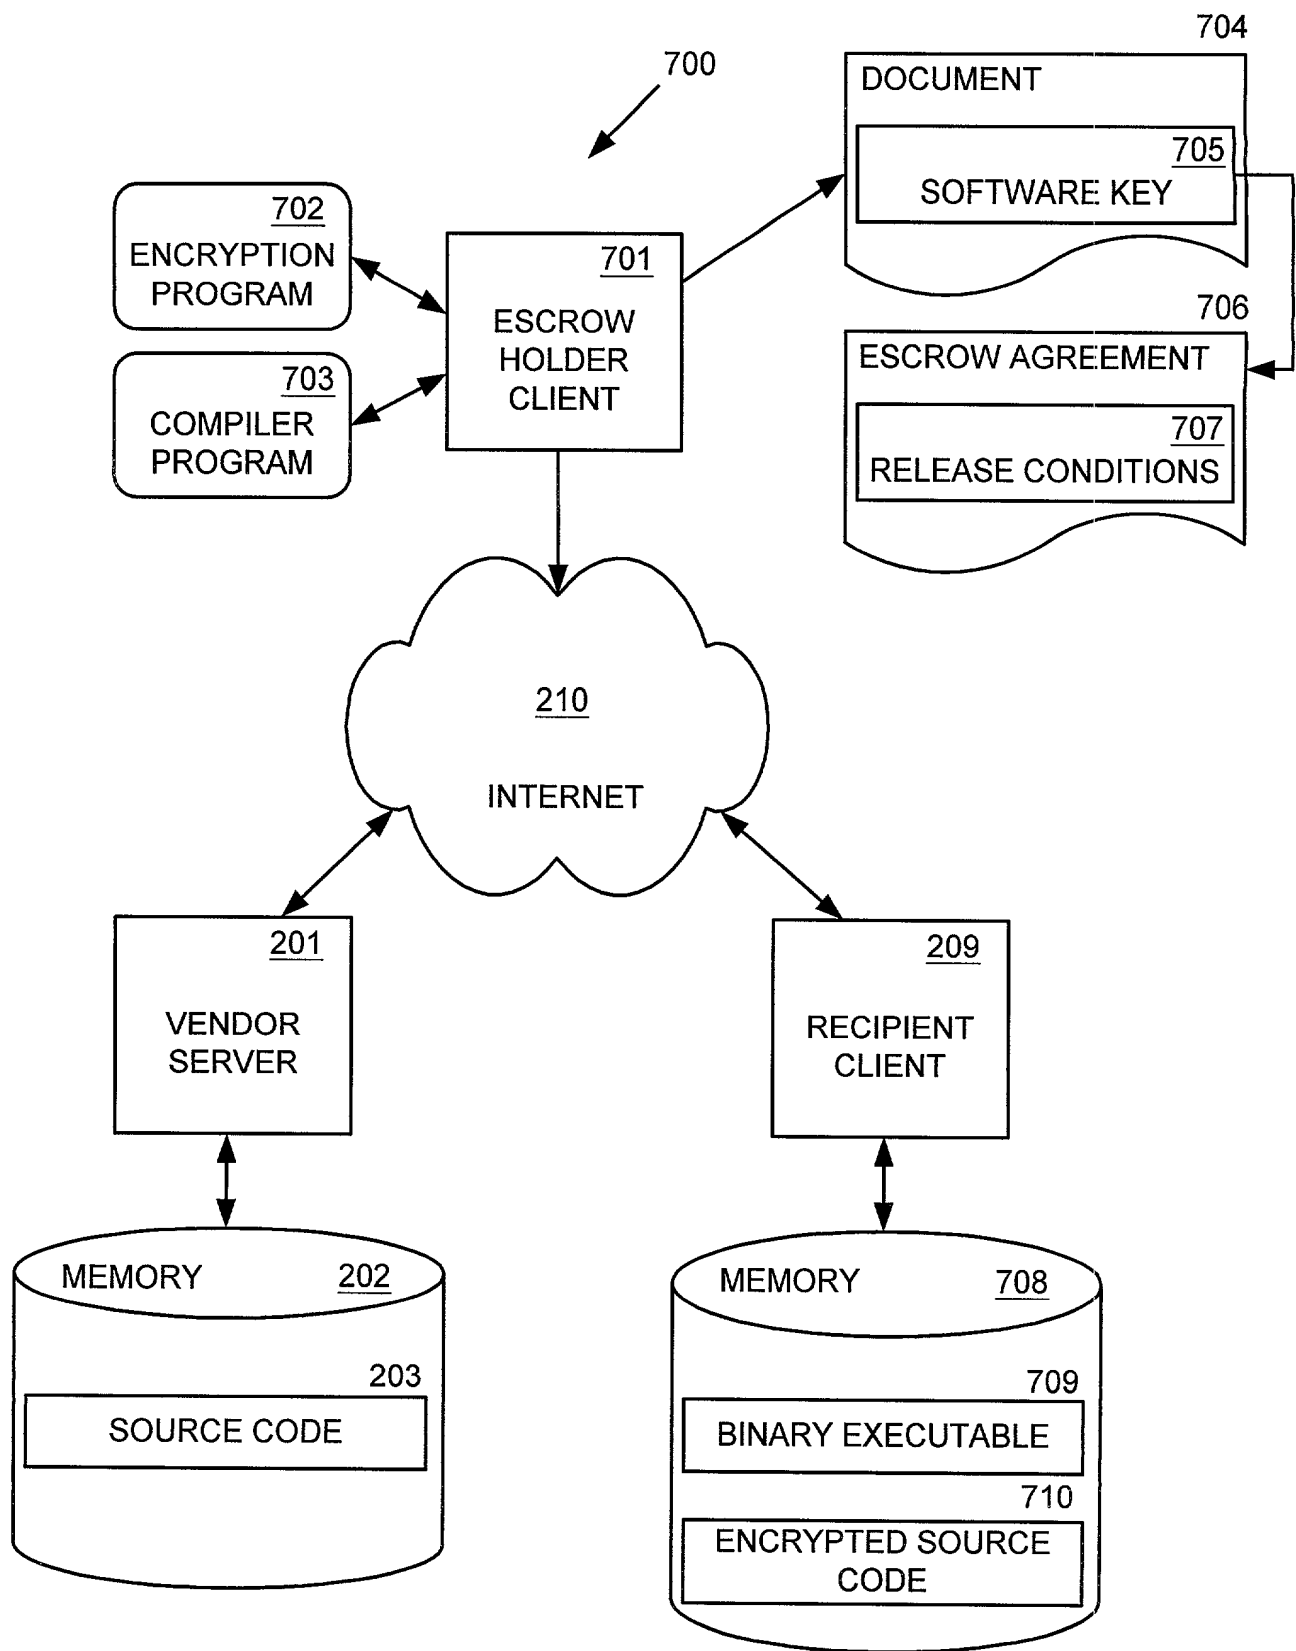 704
700
DOCUMENT
705
SOFTWARE KEY
702
ENCRYPTION
PROGRAM
701
ESCROW
HOLDER
CLIENT
706
ESCROW AGREEMENT
703
COMPILER
PROGRAM
707
RELEASE CONDITIONS
210
INTERNET
201
VENDOR
SERVER
209
RECIPIENT
CLIENT
MEMORY 202
203
SOURCE CODE
MEMORY 708
709
BINARY EXECUTABLE
710
ENCRYPTED SOURCE
CODE